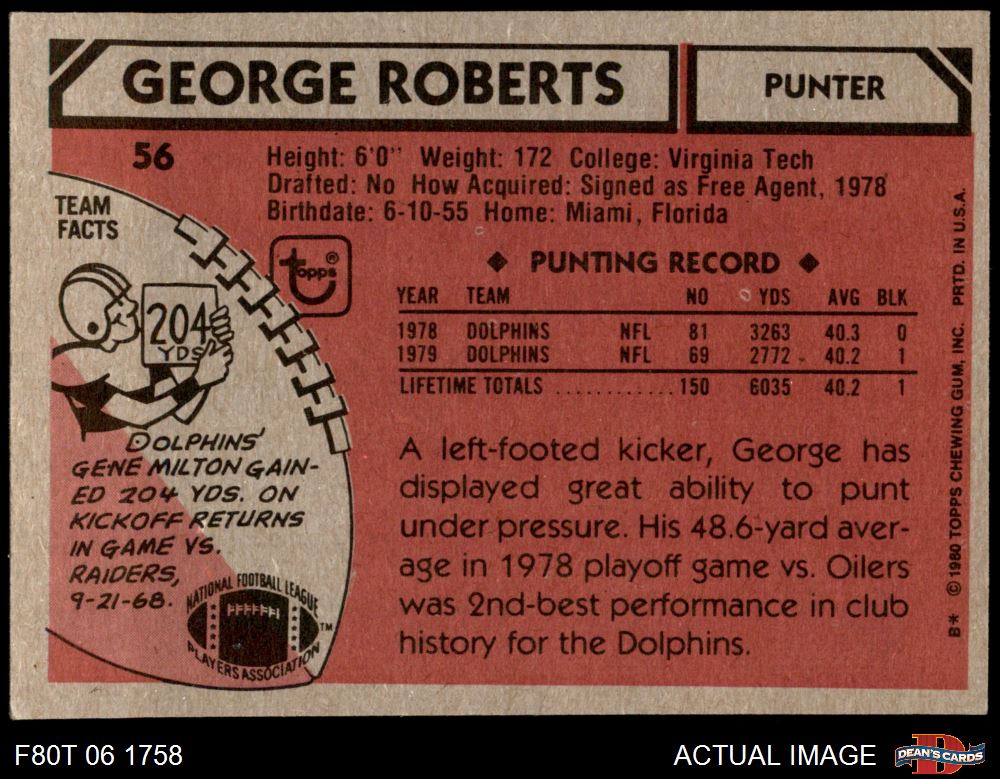 GEORGE ROBERTS
PUNTER
56
Height: 6'0" Weight: 172 College: Virginia Tech
Drafted: No How Acquired: Signed as Free Agent, 1978
Birthdate: 6-10-55 Home: Miami, Florida
TEAM
FACTS
topps®
204
YDS
DOLPHINS'
GENE MILTON GAIN-
ED 204 YDS. ON
KICKOFF RETURNS
IN GAME VS.
RAIDERS,
9-21-68.
NATIONAL FOOTBALL LEAGUE
PLAYERS ASSOCIATION
TM
◆ PUNTING RECORD ◆
YEAR TEAM NO YDS AVG BLK
1978 DOLPHINS NFL 81 3263 40.3 0
1979 DOLPHINS NFL 69 2772 40.2 1
LIFETIME TOTALS ............ 150 6035 40.2 1
A left-footed kicker, George has
displayed great ability to punt
under pressure. His 48.6-yard aver-
age in 1978 playoff game vs. Oilers
was 2nd-best performance in club
history for the Dolphins.
B* © 1980 TOPPS CHEWING GUM, INC. PRTD. IN U.S.A.
F80T 06 1758
ACTUAL IMAGE
D
DEAN'S CARDS